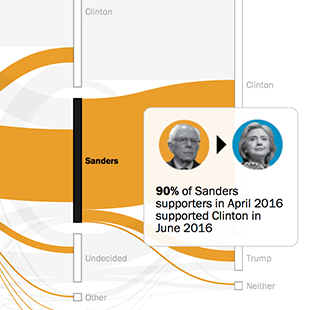 Clinton
Clinton
Sanders
90% of Sanders
supporters in April 2016
supported Clinton in
June 2016
Undecided
Trump
Neither
Other